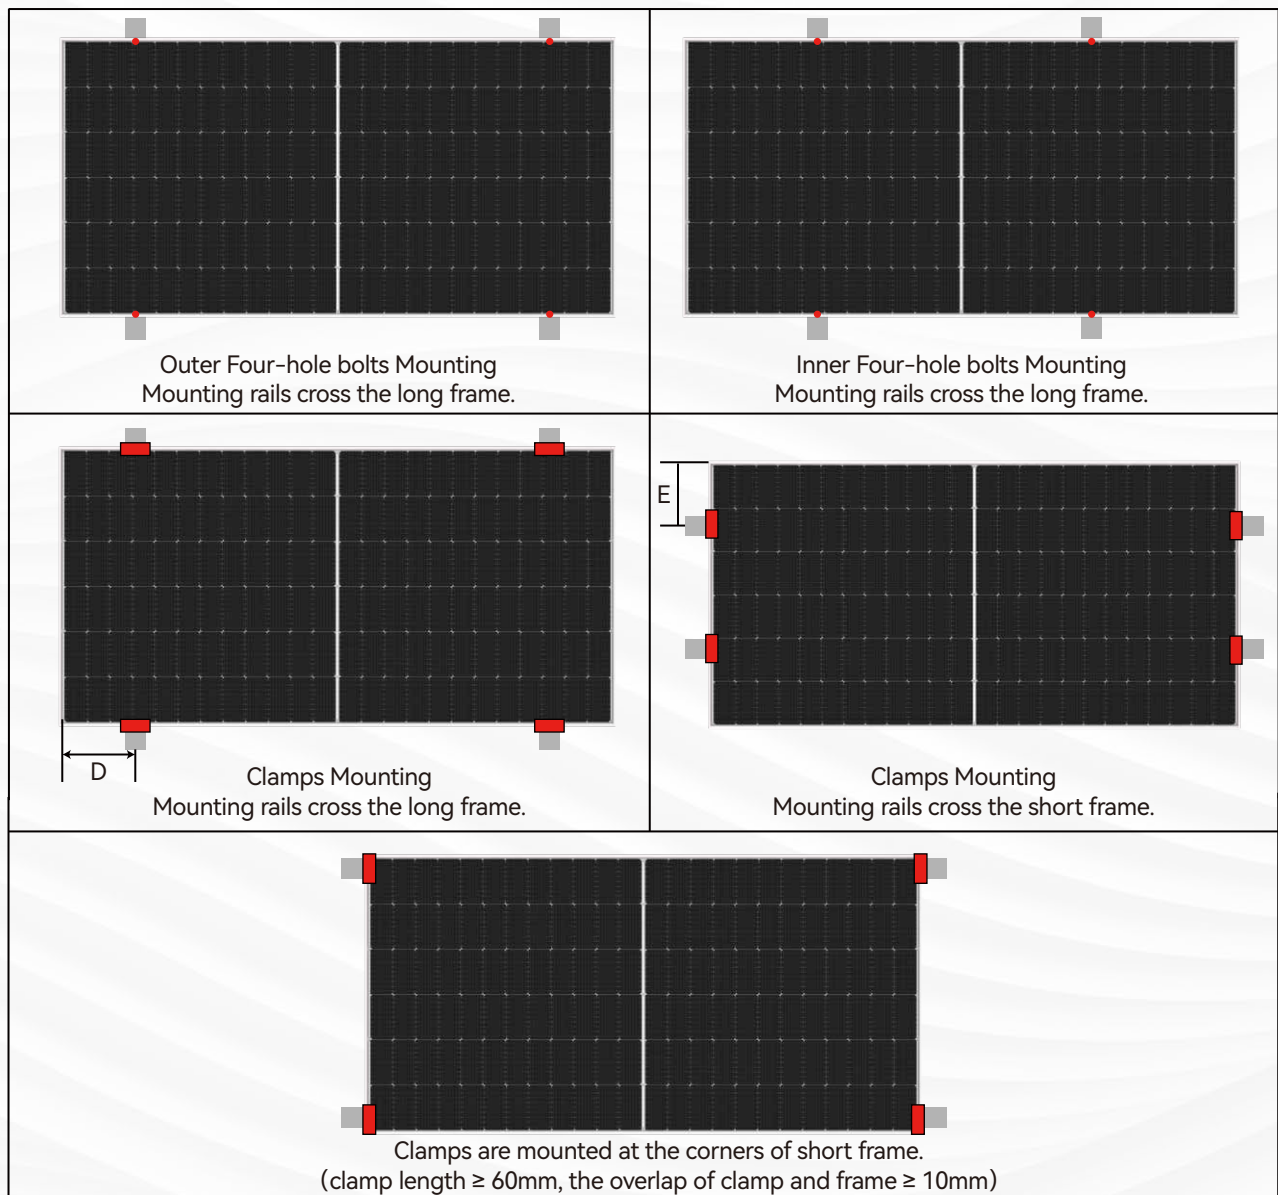 Outer Four-hole bolts Mounting
Mounting rails cross the long frame.
Inner Four-hole bolts Mounting
Mounting rails cross the long frame.
D
Clamps Mounting
Mounting rails cross the long frame.
E
Clamps Mounting
Mounting rails cross the short frame.
Clamps are mounted at the corners of short frame.
(clamp length ≥ 60mm, the overlap of clamp and frame ≥ 10mm)